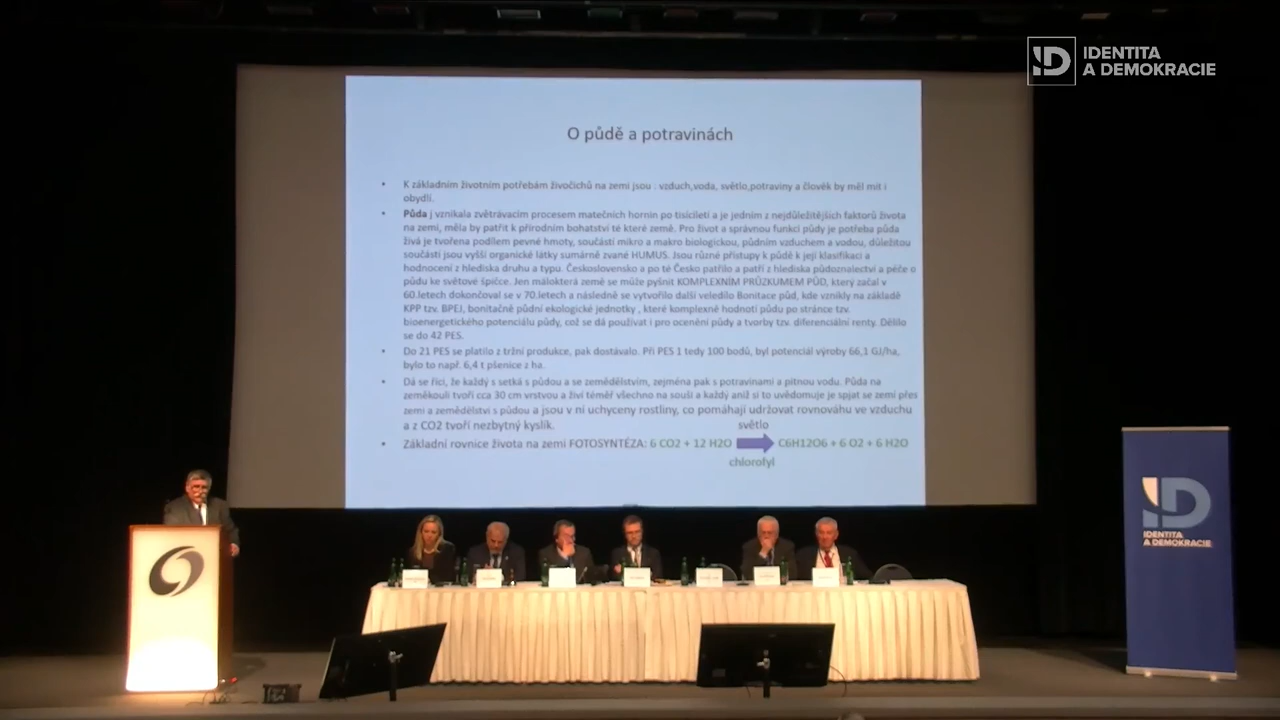 IDENTITA
A DEMOKRACIE
O půdě a potravinách
• K základním životním potřebám živočichů na zemi jsou . vzduch,voda, světlo,potraviny a člověk by měl mít i
obydlí.
• Půda j vznikala zvětrávacím procesem matečních hornin po tisíciletí a je jedním z nejdůležitějších faktorů života
na zemi, měla by patřit k přírodním bohatství té které země. Pro život a správnou funkci půdy je potřeba půda
živá je tvořena podílem pevné hmoty, součástí mikro a makro biologickou, půdním vzduchem a vodou, důležitou
součástí jsou vyšší organické látky sumárně zvané HUMUS. Jsou různé přístupy k půdě k její klasifikaci a
hodnocení z hlediska druhu a typu. Československo a po té Česko patřilo a patří z hlediska půdoznalectví a péče o
půdu ke světové špičce. Jen málokterá země se může pyšnit KOMPLEXNÍM PRŮZKUMEM PŮD, který začal v
60.letech dokončoval se v 70.letech a následně se vytvořilo další veledílo Bonitace půd, kde vznikly na základě
KPP tzv. BPEJ, bonitačně půdní ekologické jednotky , které komplexně hodnotí půdu po stránce tzv.
bioenergetického potenciálu půdy, což se dá používat i pro ocenění půdy a tvorby tzv. diferenciální renty. Dělilo
se do 42 PES.
• Do 21 PES se platilo z tržní produkce, pak dostávalo. Při PES 1 tedy 100 bodů, byl potenciál výroby 66,3 GJ/ha,
bylo to např. 6,4 t pšenice z ha.
• Dá se říci, že každý s setká s půdou a se zemědělstvím, zejména pak s potravinami a pitnou vodu. Půda na
zeměkouli tvoří cca 30 cm vrstvou a živí téměř všechno na souši a každý aniž si to uvědomuje je spjat se zemí přes
zemi a zemědělství s půdou a jsou v ní uchyceny rostliny, co pomáhají udržovat rovnováhu ve vzduchu
a z CO2 tvoří nezbytný kyslík.
světlo
• Základní rovnice života na zemi FOTOSYNTÉZA: 6 CO2 + 12 H2O C6H12O6 + 6 O2 + 6 H2O
chlorofyl
ID
IDENTITA
A DEMOKRACIE